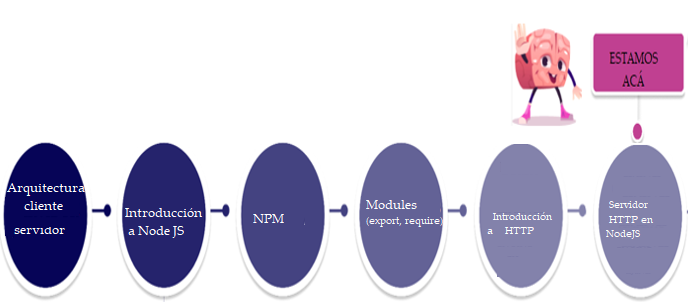 ESTAMOS
ACÁ
Arquitectura
cliente
servidor
Introducción
a Node JS
NPM
Modules
(export, require)
Introducción
a HTTP
Servidor
HTTP en
NodeJS